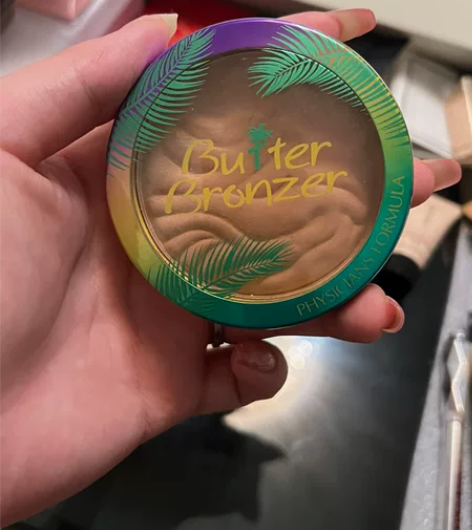 Butter
Bronzer
PHYSICIANS FORMULA